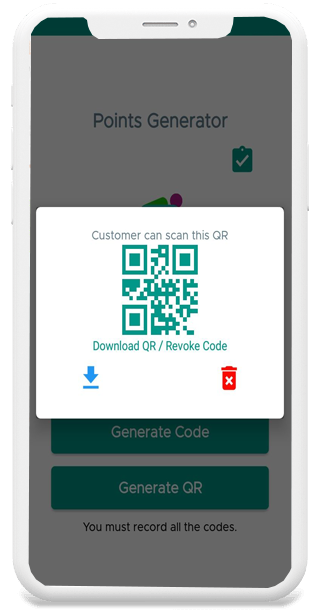 Points Generator
Customer can scan this QR
Download QR / Revoke Code
Generate Code
Generate QR
You must record all the codes.